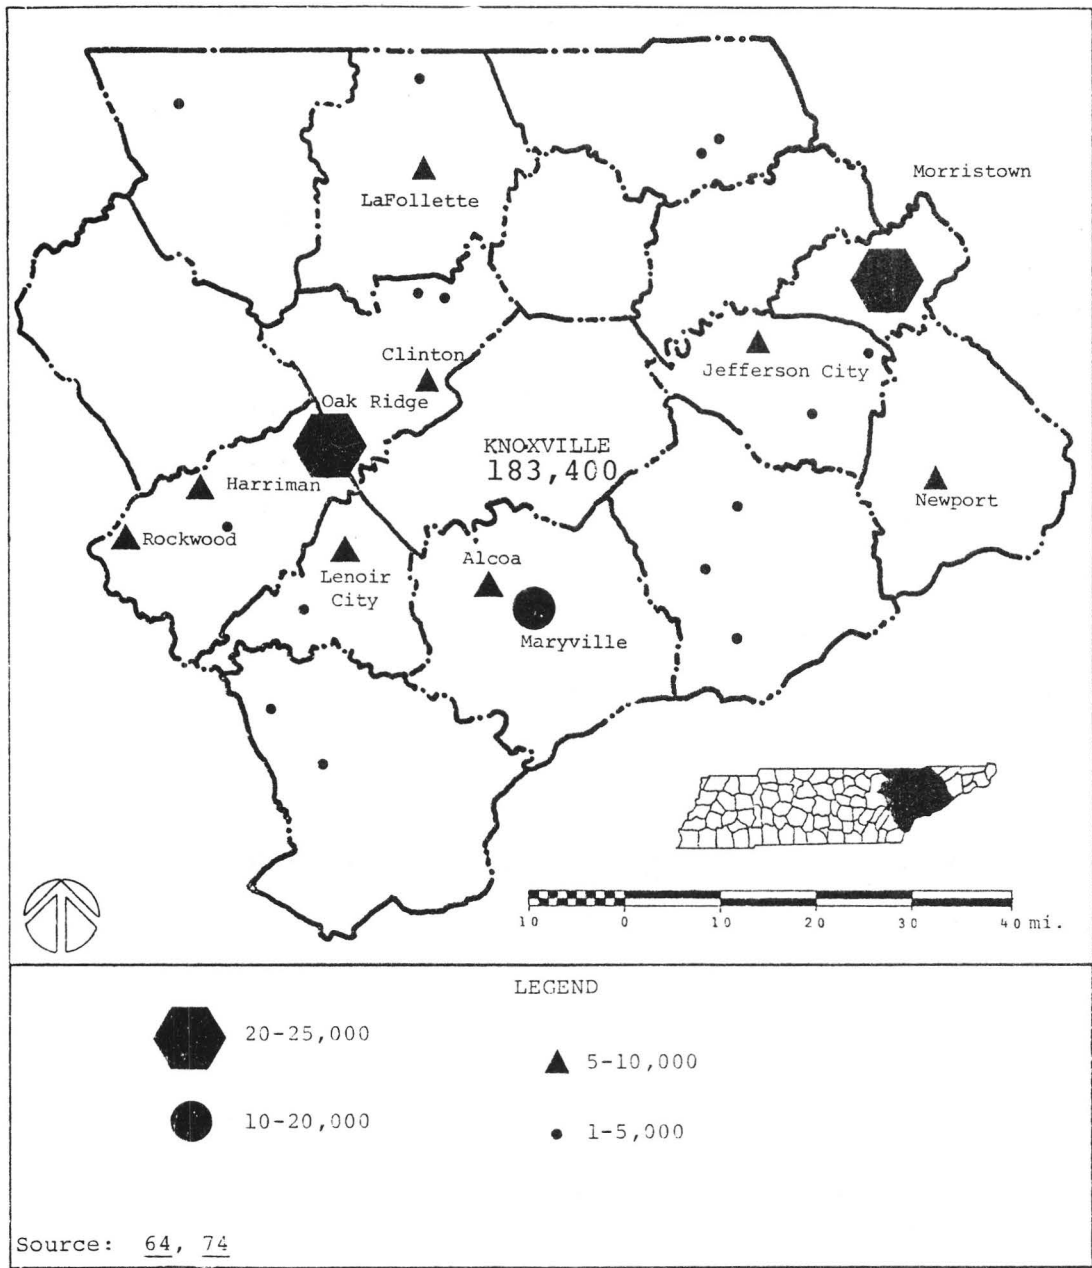 Morristown
LaFollette
Clinton
Jefferson City
Oak Ridge
KNOXVILLE
183,400
Harriman
Newport
Rockwood
Alcoa
Lenoir
City
Maryville
10 0 10 20 30 40 mi.
LEGEND
20-25,000
5-10,000
10-20,000
1-5,000
Source: 64, 74